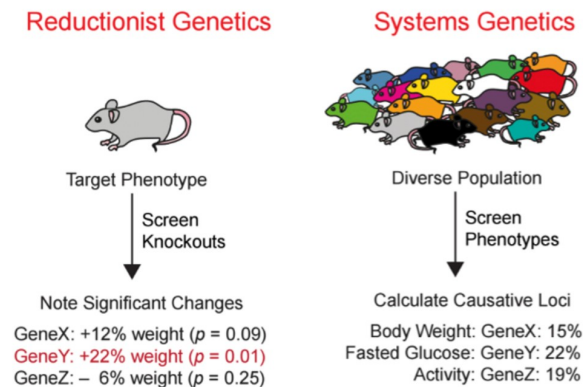 Reductionist Genetics
Target Phenotype
Screen
Knockouts
Note Significant Changes
GeneX: +12% weight (p = 0.09)
GeneY: +22% weight (p = 0.01)
GeneZ: – 6% weight (p = 0.25)
Systems Genetics
Diverse Population
Screen
Phenotypes
Calculate Causative Loci
Body Weight: GeneX: 15%
Fasted Glucose: GeneY: 22%
Activity: GeneZ: 19%